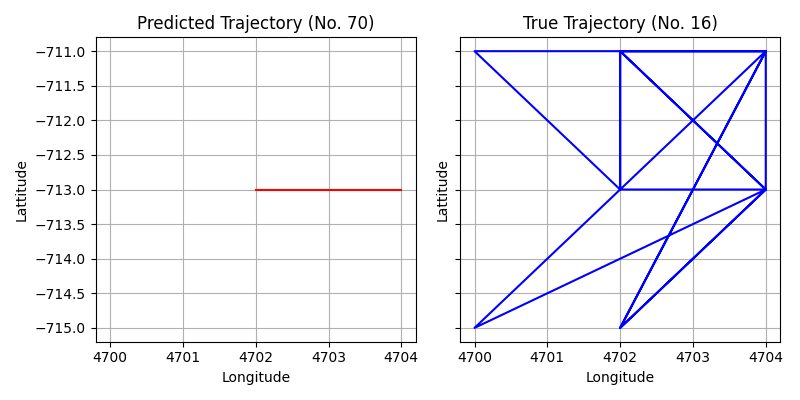 Predicted Trajectory (No. 70)
True Trajectory (No. 16)
−711.0
−711.5
−712.0
−712.5
−713.0
−713.5
−714.0
−714.5
−715.0
Lattitude
Lattitude
4700 4701 4702 4703 4704
4700 4701 4702 4703 4704
Longitude
Longitude